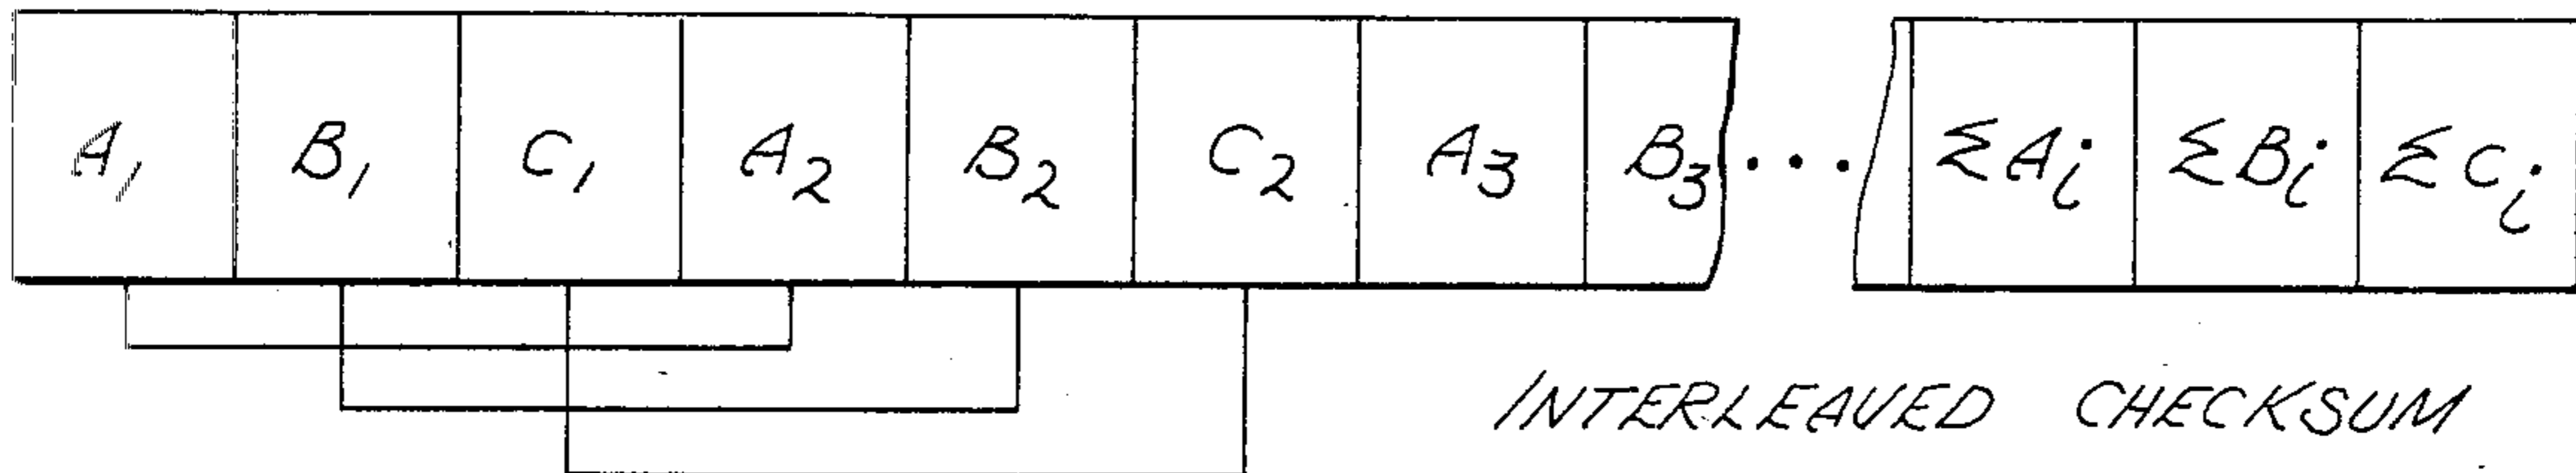 A₁ B₁ C₁ A₂ B₂ C₂ A₃ B₃ ... ΣAᵢ ΣBᵢ ΣCᵢ
INTERLEAVED CHECKSUM